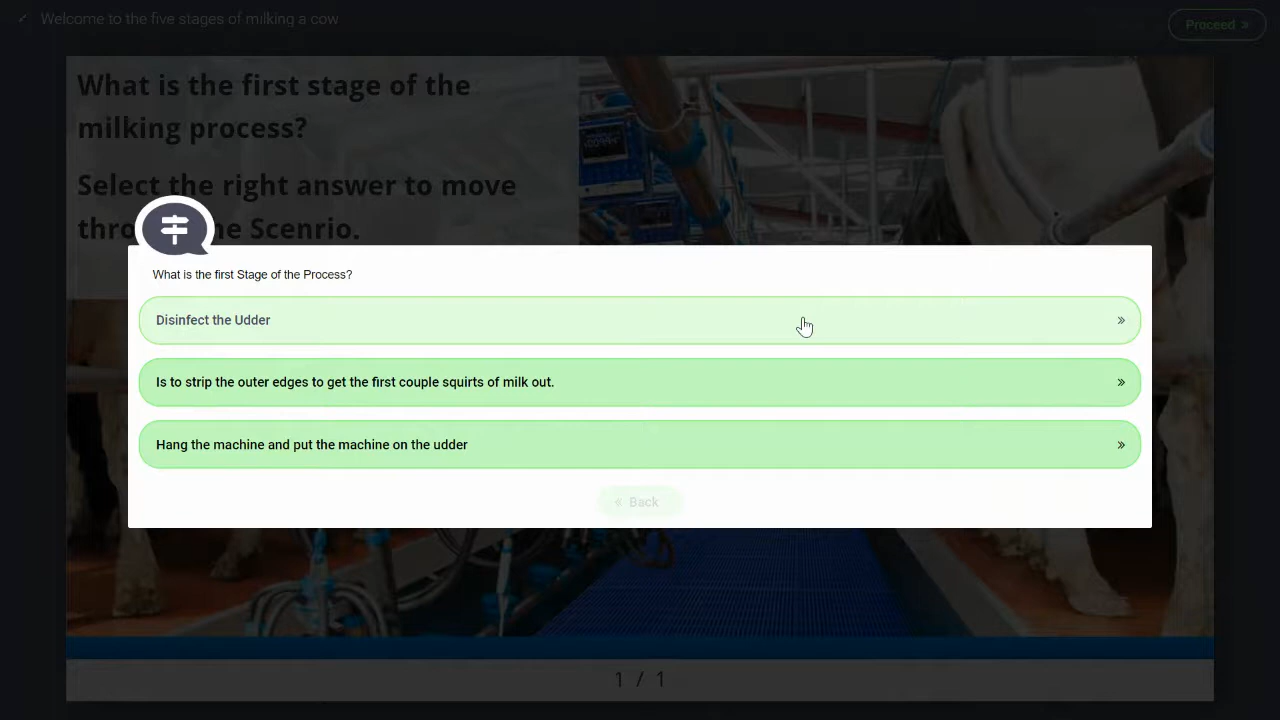 Welcome to the five stages of milking a cow
Proceed »
What is the first stage of the
milking process?
Select the right answer to move
thro he Scenrio.
What is the first Stage of the Process?
Disinfect the Udder »
Is to strip the outer edges to get the first couple squirts of milk out. »
Hang the machine and put the machine on the udder »
« Back
1 / 1